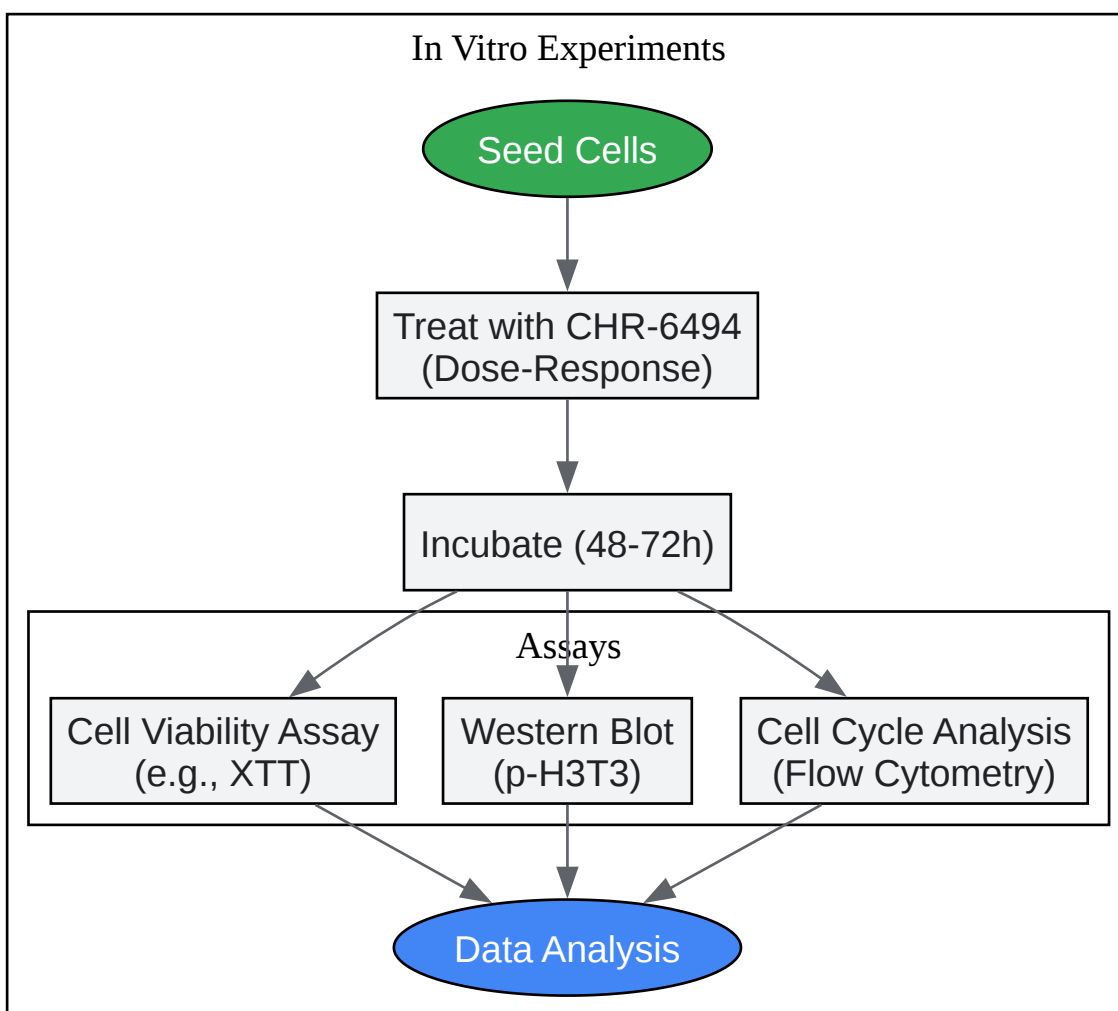 In Vitro Experiments
Seed Cells
Treat with CHR-6494
(Dose-Response)
Incubate (48-72h)
Assays
Cell Viability Assay
(e.g., XTT)
Western Blot
(p-H3T3)
Cell Cycle Analysis
(Flow Cytometry)
Data Analysis